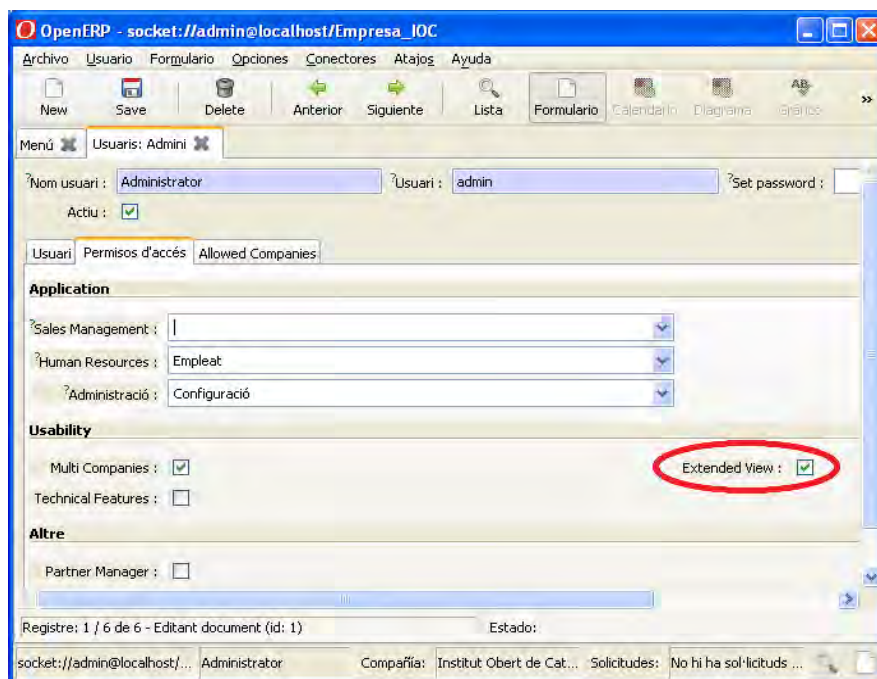 OpenERP - socket://admin@localhost/Empresa_IOC
Archivo Usuario Formulario Opciones Conectores Atajos Ayuda
New Save Delete Anterior Siguiente Lista Formulario Calendario Diagrama Gráfico »
Menú Usuaris: Admini
?Nom usuari : Administrator ?Usuari : admin ?Set password :
Actiu :
Usuari Permisos d'accés Allowed Companies
Application
?Sales Management :
?Human Resources : Empleat
?Administració : Configuració
Usability
Multi Companies : Extended View :
Technical Features :
Altre
Partner Manager :
Registre: 1 / 6 de 6 - Editant document (id: 1) Estado:
socket://admin@localhost/... Administrator Compañía: Institut Obert de Cat... Solicitudes: No hi ha sol·licituds ...